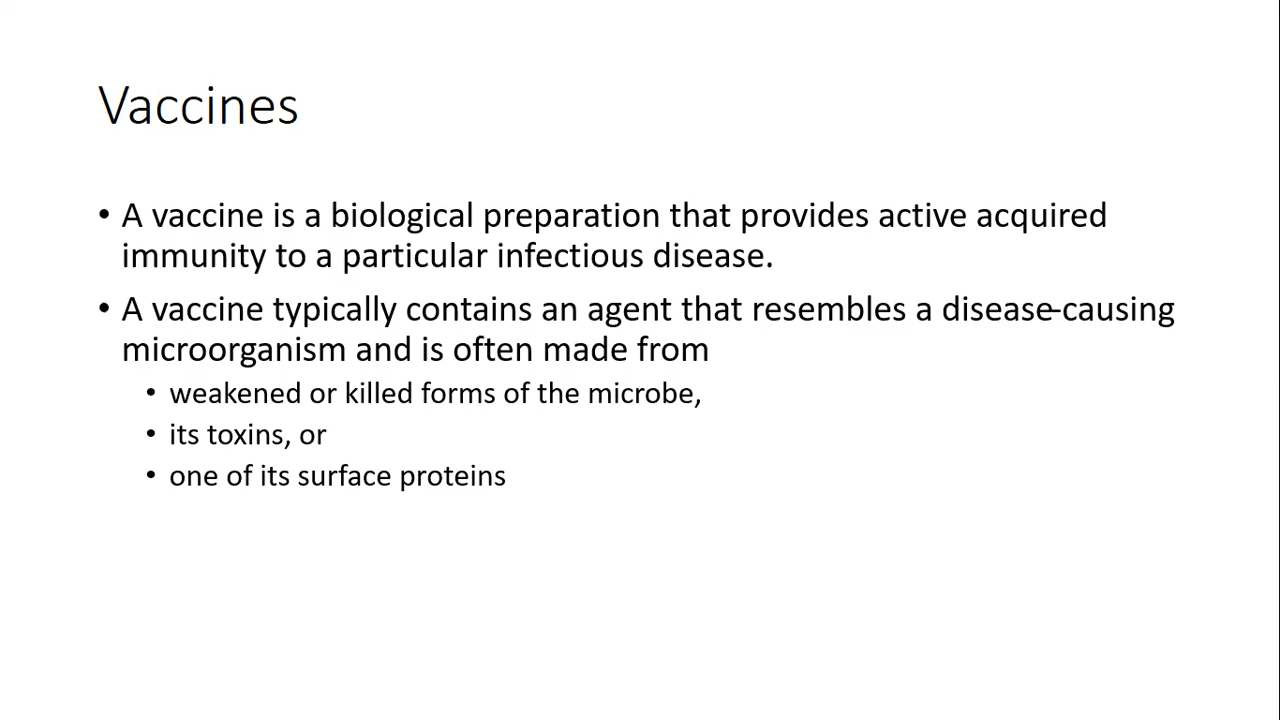 Vaccines
• A vaccine is a biological preparation that provides active acquired
immunity to a particular infectious disease.
• A vaccine typically contains an agent that resembles a disease-causing
microorganism and is often made from
• weakened or killed forms of the microbe,
• its toxins, or
• one of its surface proteins